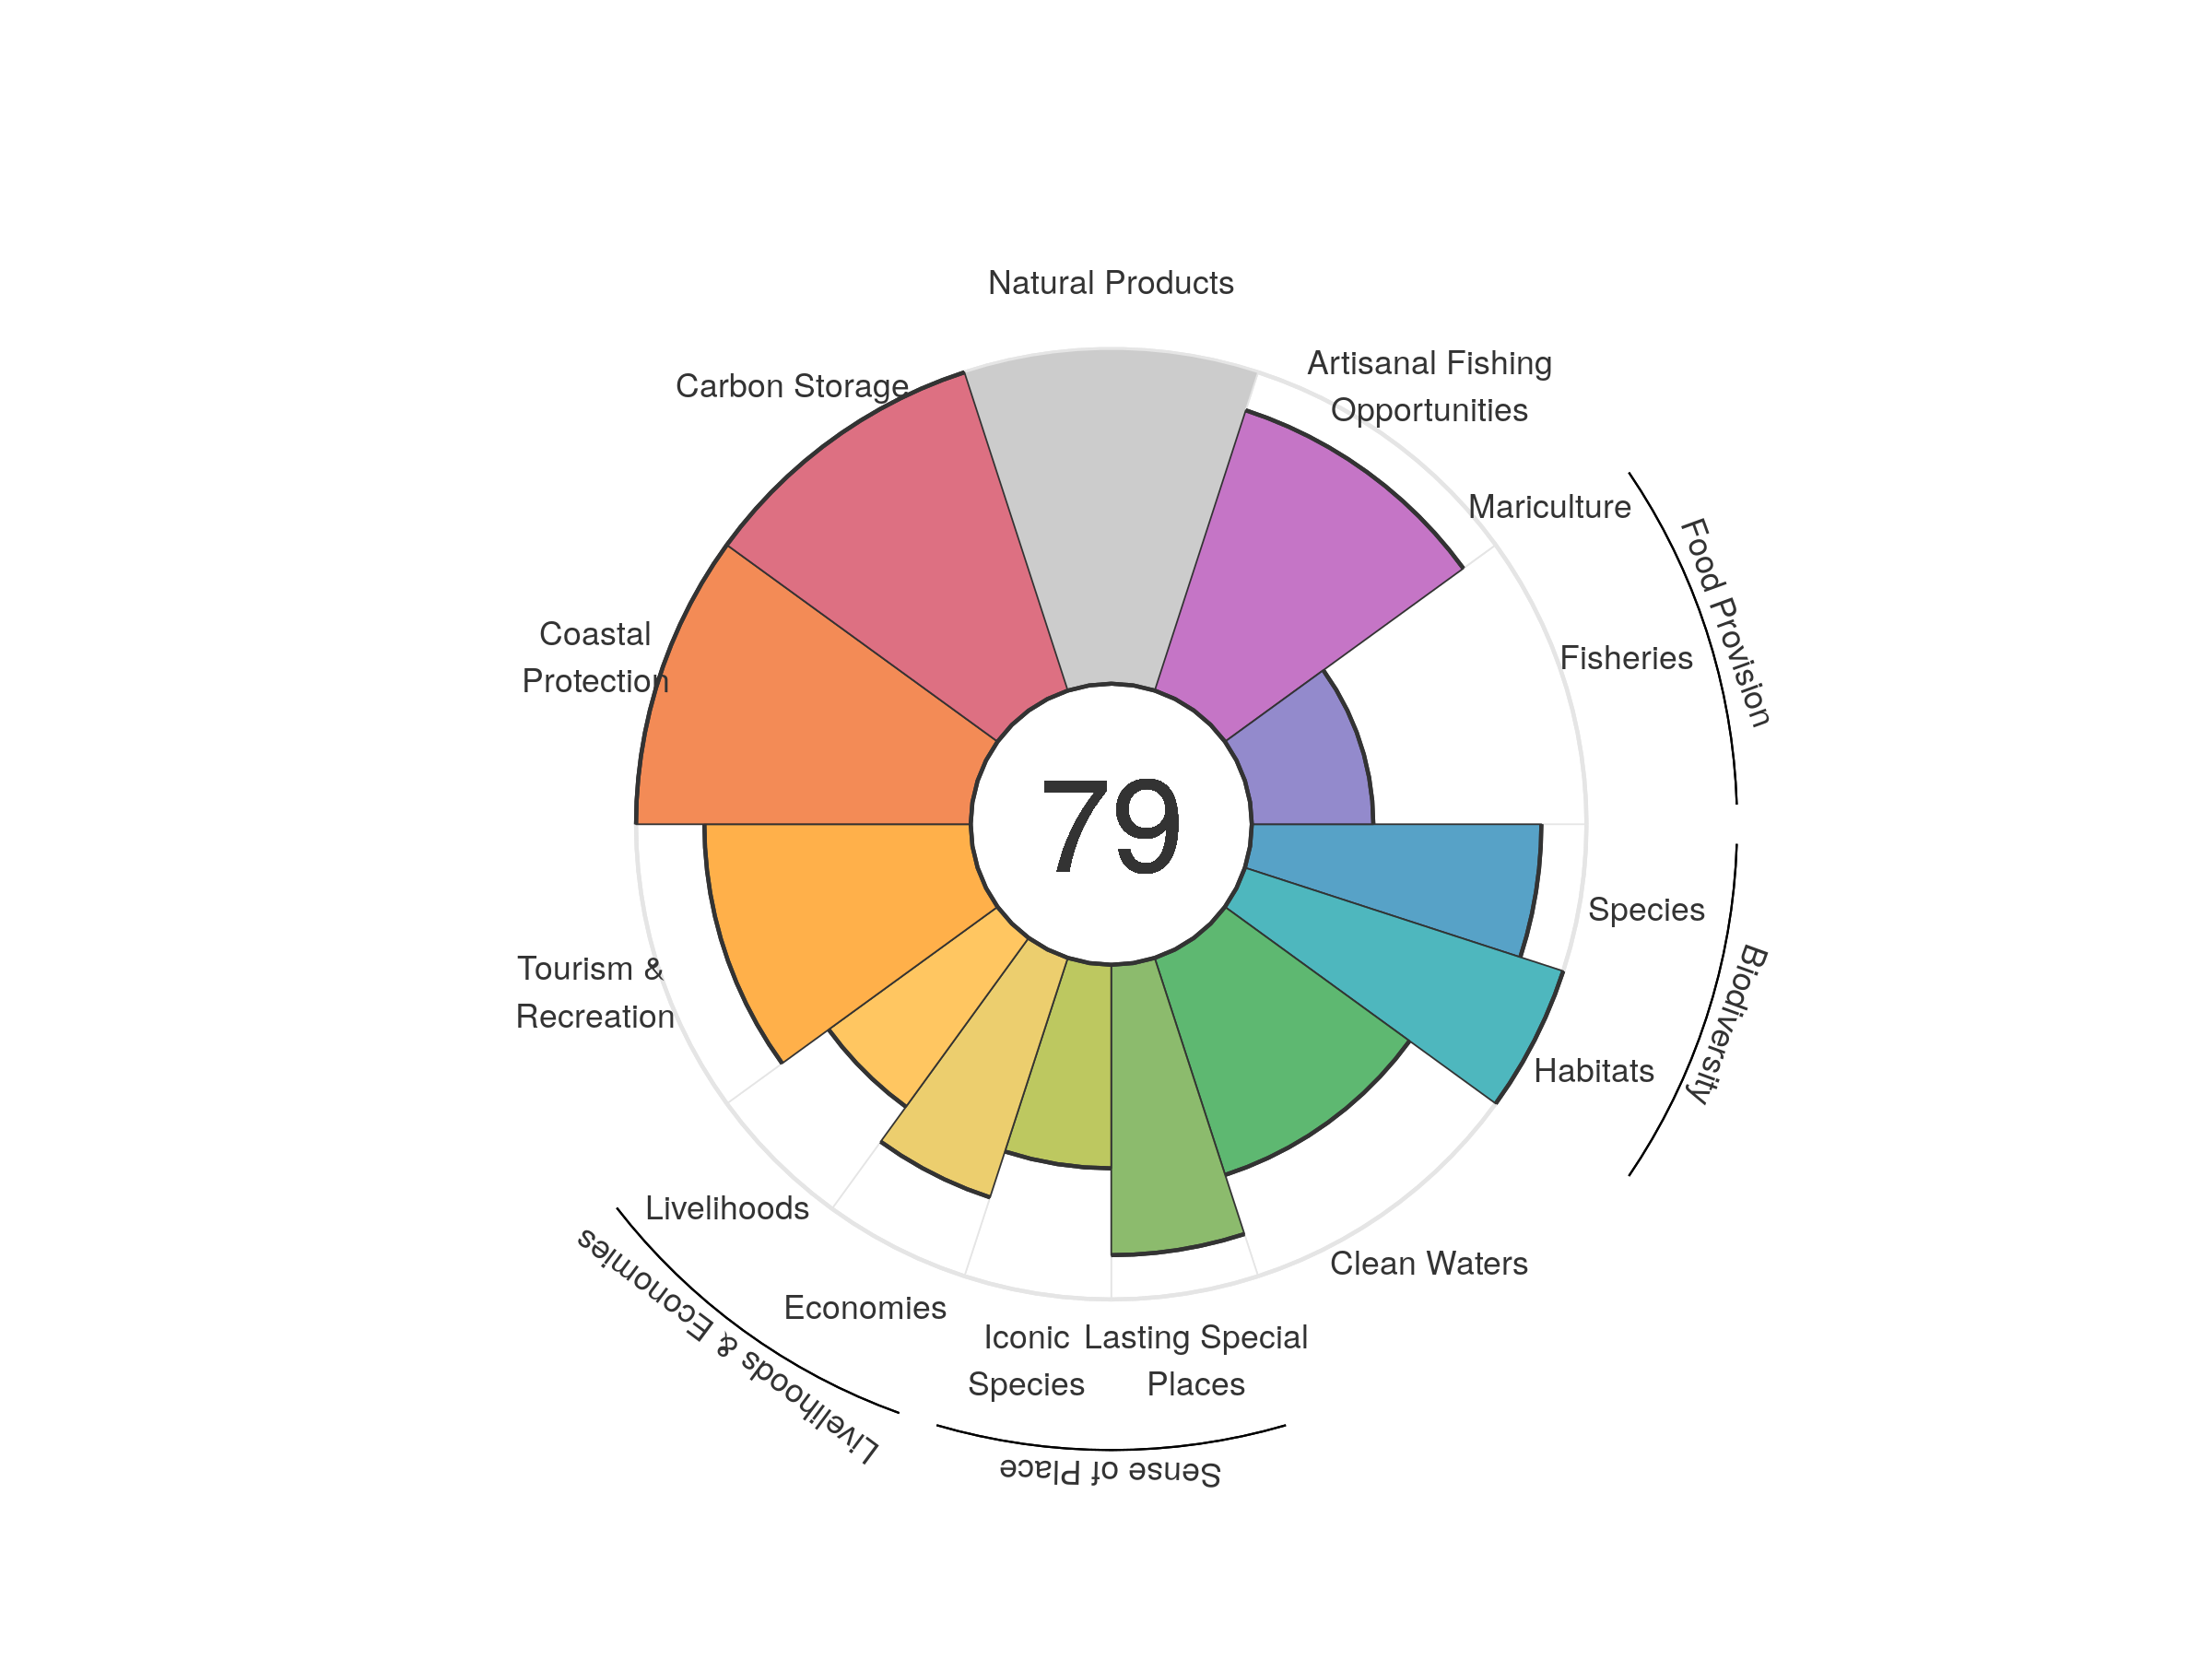 Natural Products
Artisanal Fishing
Opportunities
Carbon Storage
Mariculture
Food Provision
Fisheries
Coastal
Protection
79
Species
Biodiversity
Habitats
Tourism &
Recreation
Livelihoods
Clean Waters
Economies
Livelihoods & Economies
Iconic
Species
Lasting Special
Places
Sense of Place